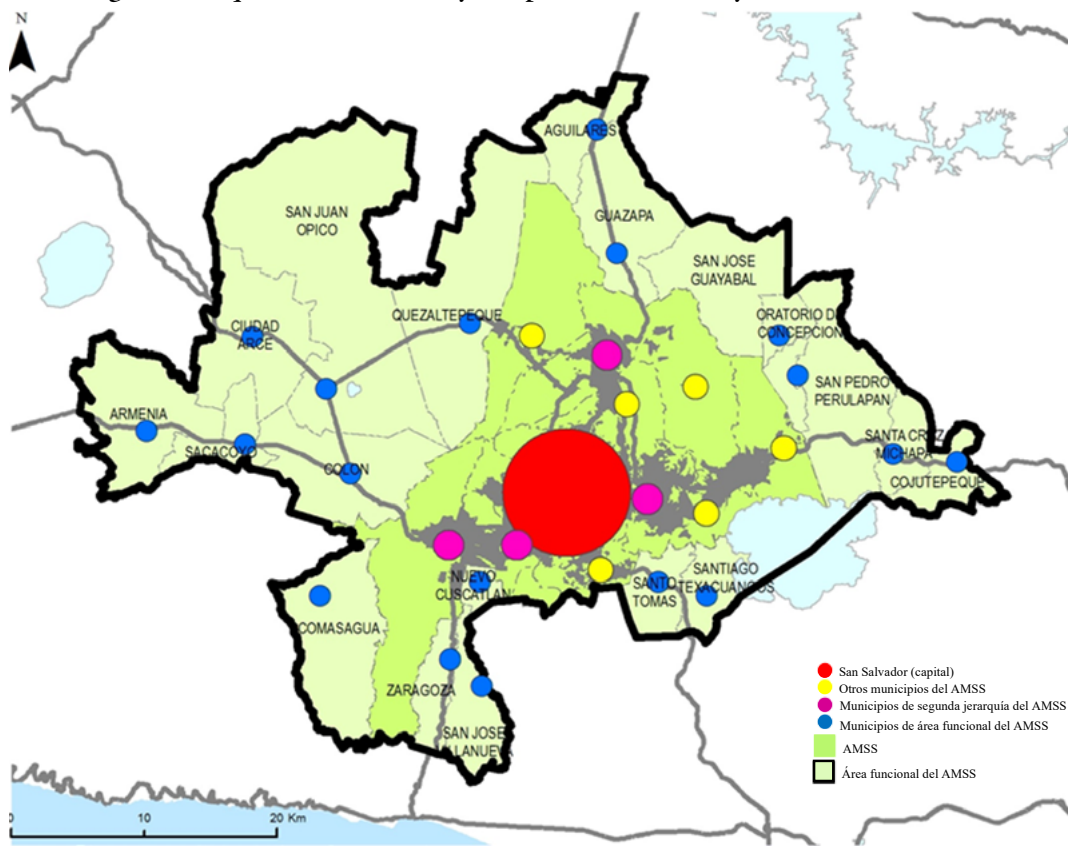 N
AGUILARES
SAN JUAN
OPICO
GUAZAPA
SAN JOSE
GUAYABAL
QUEZALTEPEQUE
ORATORIO D
CONCEPCION
CIUDAD
ARCE
SAN PEDRO
PERULAPAN
ARMENIA
SACACOYO
COLON
SANTA CRUZ
MICHAPA
COJUTEPEQUE
NUEVO
CUSCATLAN
SANTO
TOMAS
SANTIAGO
TEXACUANGOS
COMASAGUA
ZARAGOZA
SAN JOSE
LLANUEVA
San Salvador (capital)
Otros municipios del AMSS
Municipios de segunda jerarquía del AMSS
Municipios de área funcional del AMSS
AMSS
Área funcional del AMSS
0 10 20 Km